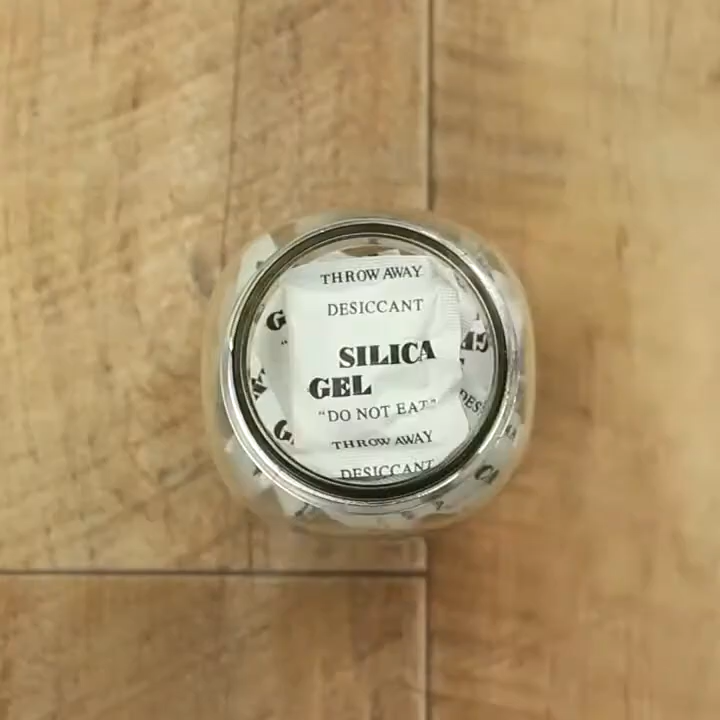 THROW AWAY
DESICCANT
SILICA
GEL
"DO NOT EAT"
THROW AWAY
DESICCANT